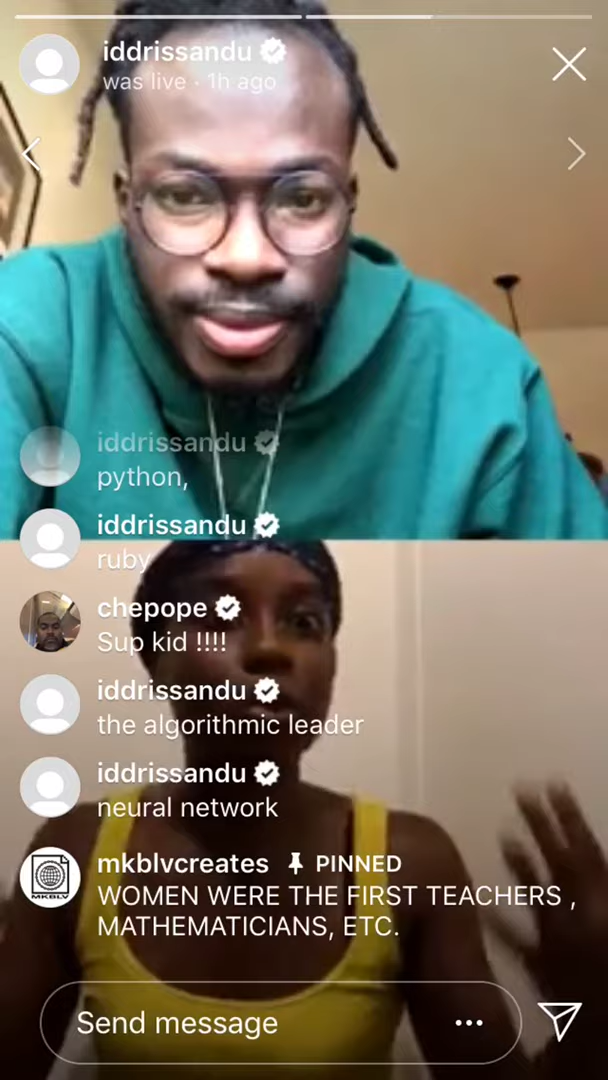 iddrissandu
was live · 1h ago
iddrissandu
python,
iddrissandu
ruby
chepope
Sup kid !!!!
iddrissandu
the algorithmic leader
iddrissandu
neural network
MKBLV
mkblvcreates PINNED
WOMEN WERE THE FIRST TEACHERS ,
MATHEMATICIANS, ETC.
Send message